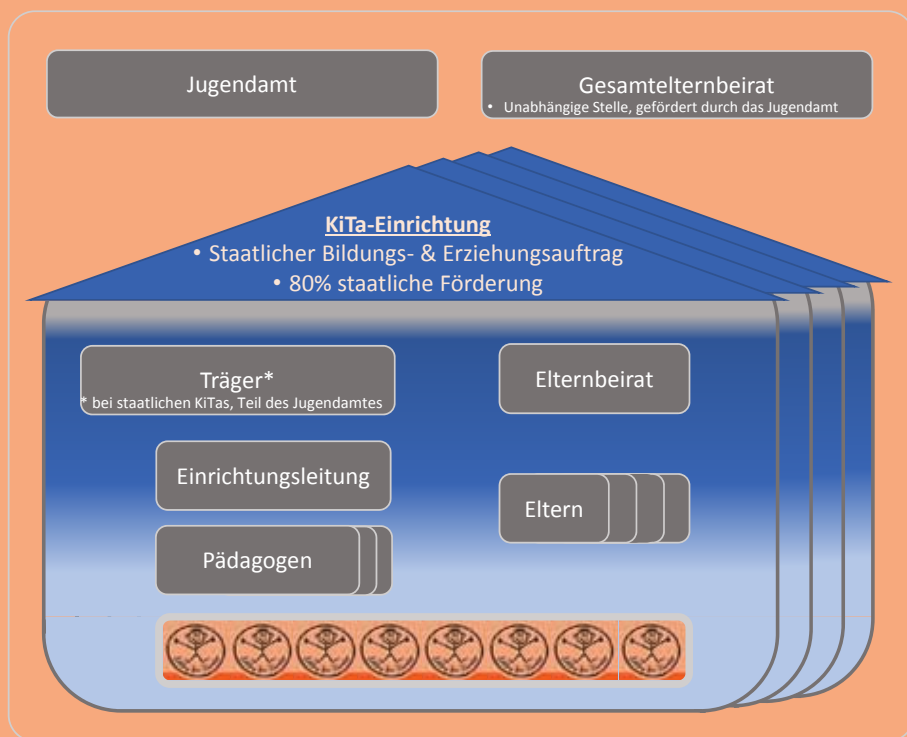 Jugendamt
Gesamtelternbeirat
• Unabhängige Stelle, gefördert durch das Jugendamt
KiTa-Einrichtung
• Staatlicher Bildungs- & Erziehungsauftrag
• 80% staatliche Förderung
Träger*
* bei staatlichen KiTas, Teil des Jugendamtes
Elternbeirat
Einrichtungsleitung
Eltern
Pädagogen